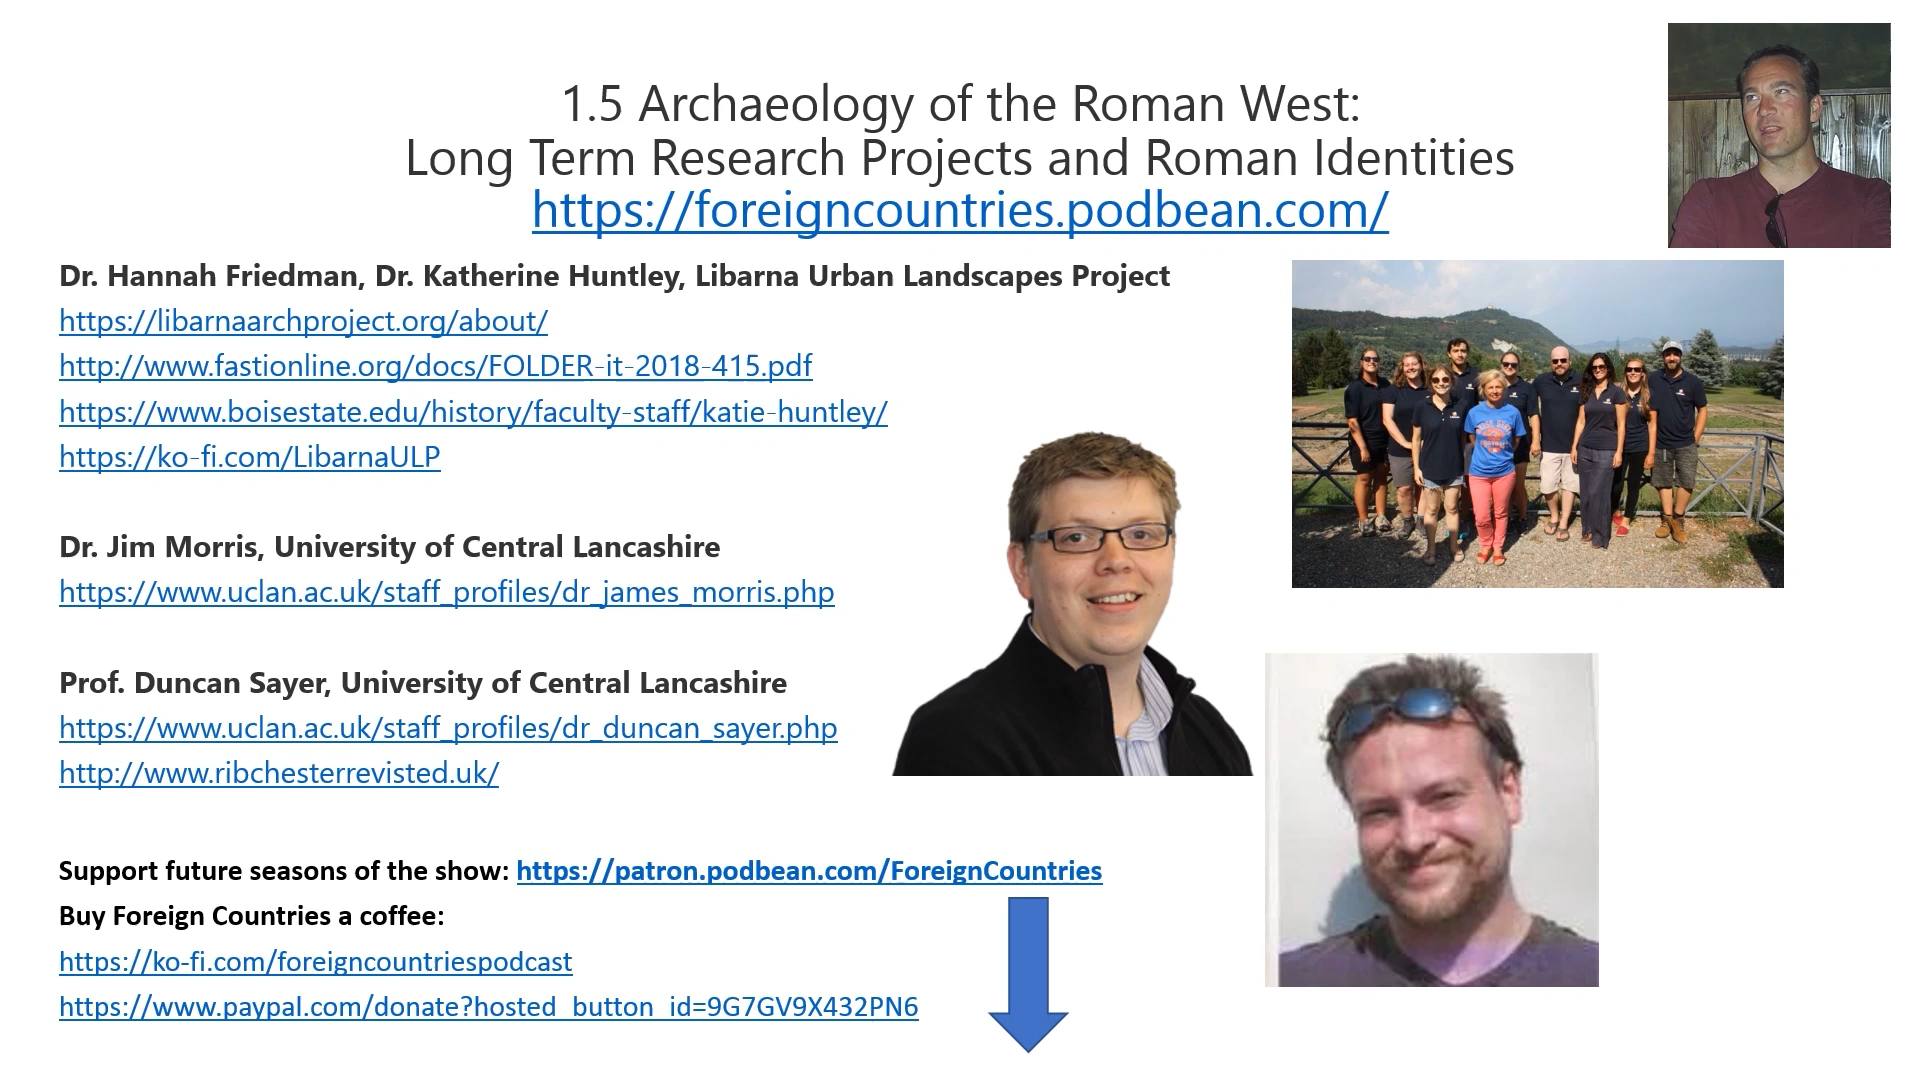 1.5 Archaeology of the Roman West:
Long Term Research Projects and Roman Identities
https://foreigncountries.podbean.com/
Dr. Hannah Friedman, Dr. Katherine Huntley, Libarna Urban Landscapes Project
https://libarnaarchproject.org/about/
http://www.fastionline.org/docs/FOLDER-it-2018-415.pdf
https://www.boisestate.edu/history/faculty-staff/katie-huntley/
https://ko-fi.com/LibarnaULP
Dr. Jim Morris, University of Central Lancashire
https://www.uclan.ac.uk/staff_profiles/dr_james_morris.php
Prof. Duncan Sayer, University of Central Lancashire
https://www.uclan.ac.uk/staff_profiles/dr_duncan_sayer.php
http://www.ribchesterrevisted.uk/
Support future seasons of the show: https://patron.podbean.com/ForeignCountries
Buy Foreign Countries a coffee:
https://ko-fi.com/foreigncountriespodcast
https://www.paypal.com/donate?hosted_button_id=9G7GV9X432PN6